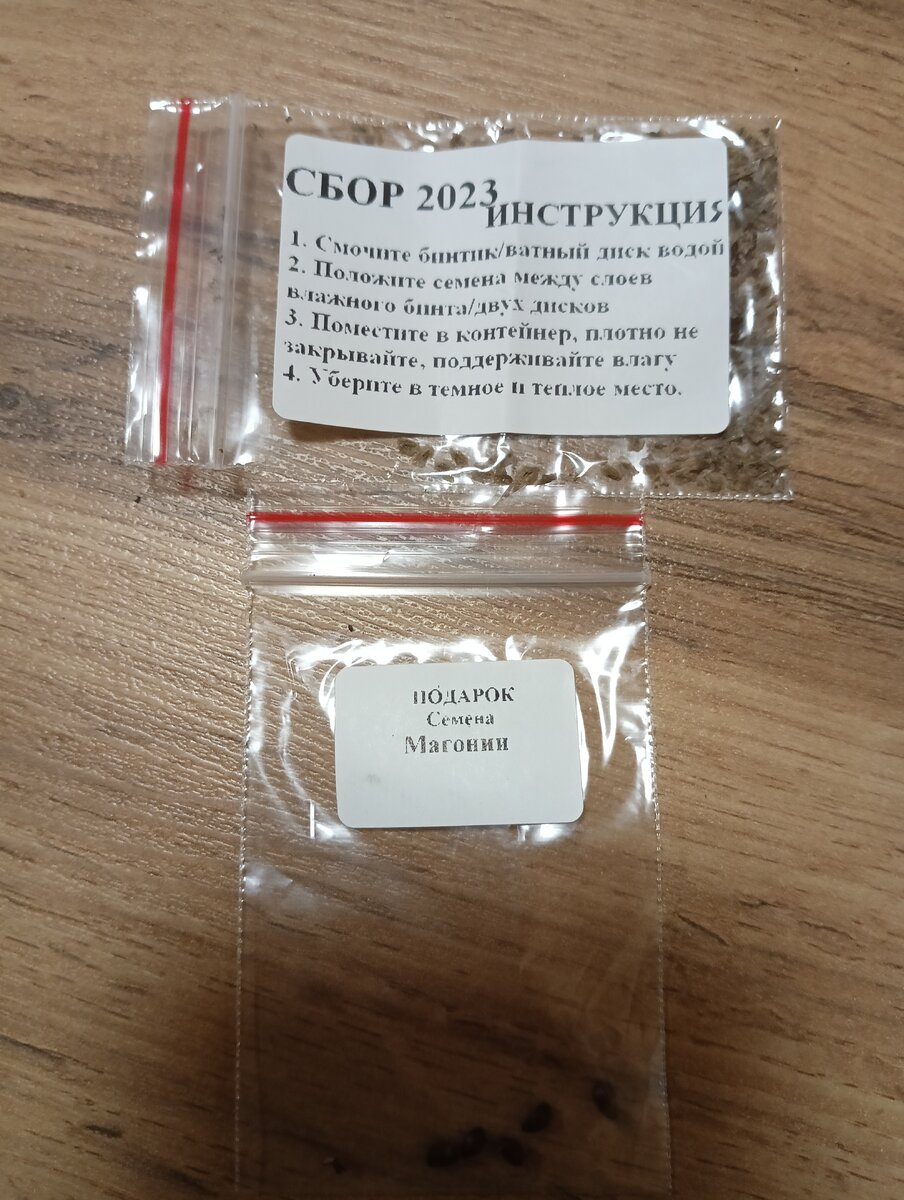 СБОР 2023
ИНСТРУКЦИЯ
1. Смочите бинтик/ватный диск водой
2. Положите семена между слоев
влажного бинта/двух дисков
3. Поместите в контейнер, плотно не
закрывайте, поддерживайте влагу
4. Уберите в темное и теплое место.
ПОДАРОК
Семена
Магонии